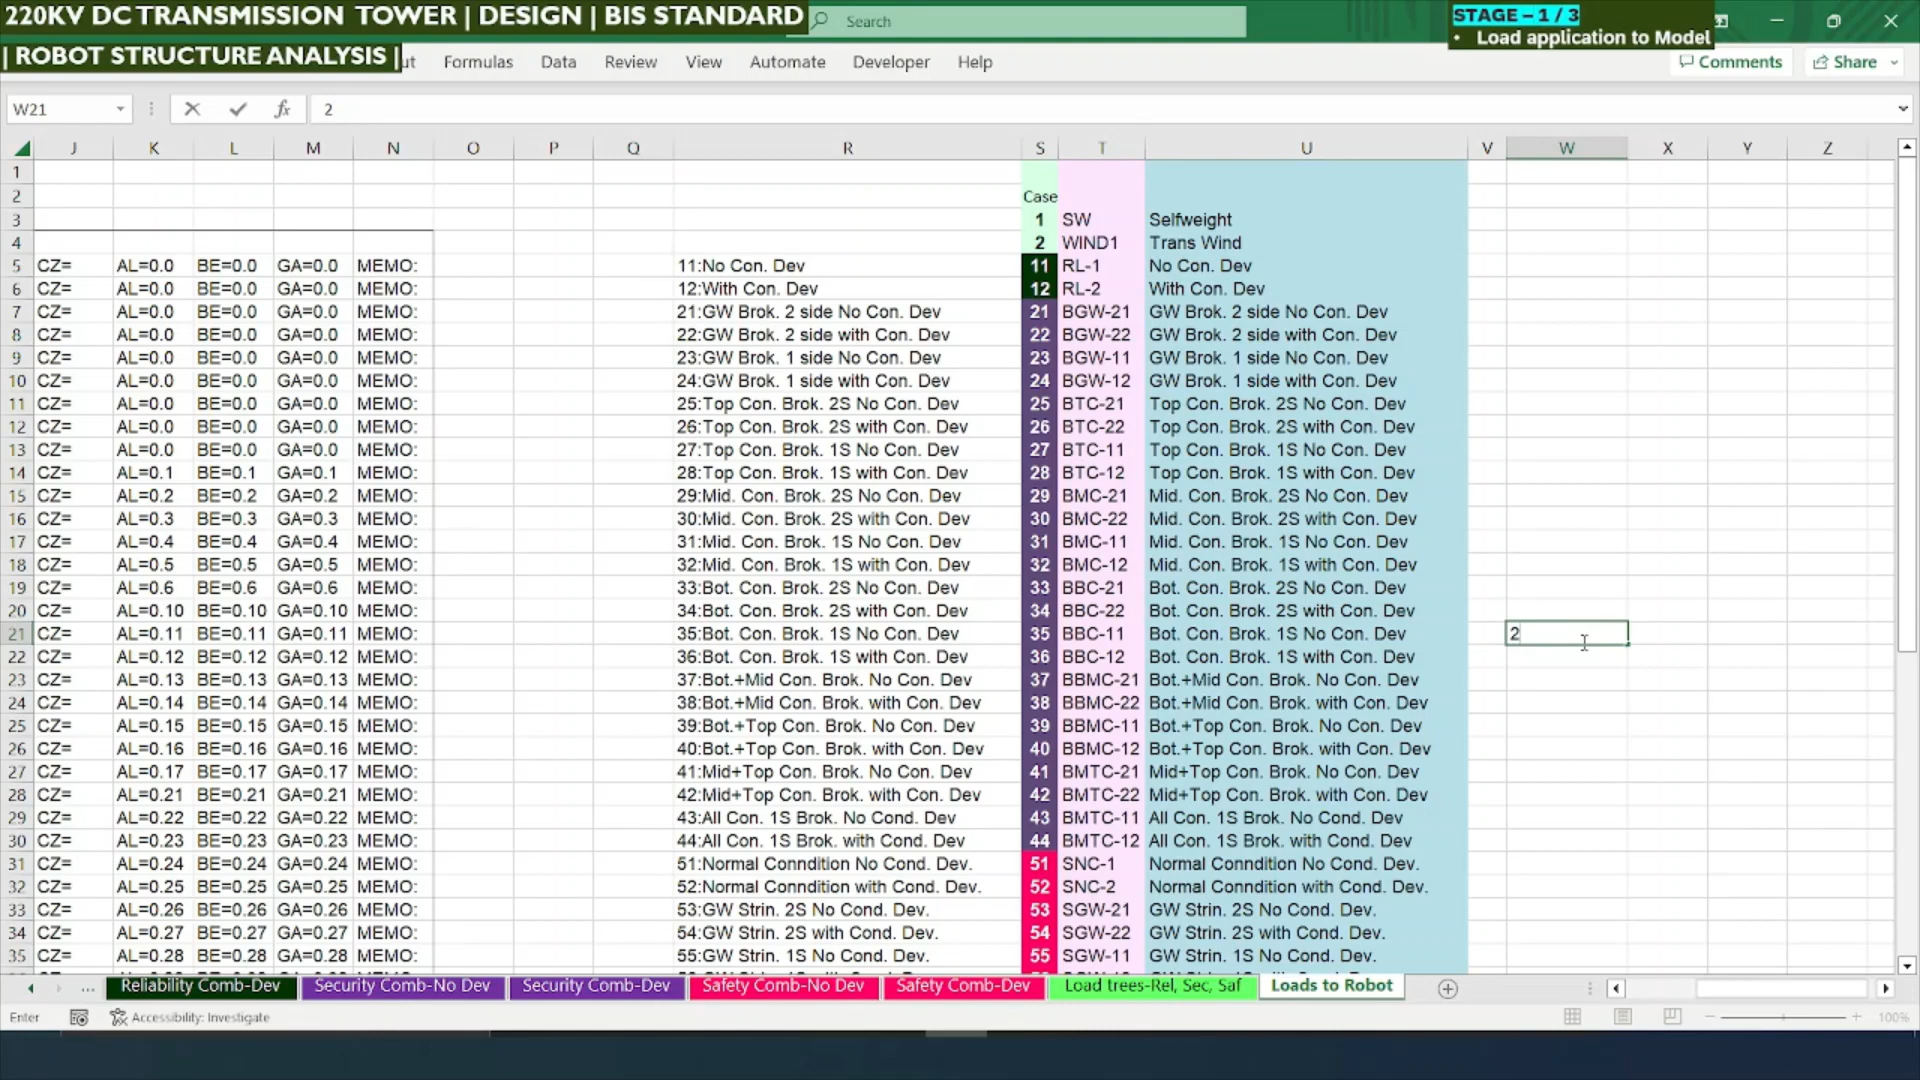 220KV DC TRANSMISSION TOWER | DESIGN | BIS STANDARD
| ROBOT STRUCTURE ANALYSIS |
Search
STAGE – 1 / 3
• Load application to Model
ut Formulas Data Review View Automate Developer Help Comments Share
W21 fx 2
J K L M N O P Q R S T U V W X Y Z
1
2 Case
3 1 SW Selfweight
4 2 WIND1 Trans Wind
5 CZ= AL=0.0 BE=0.0 GA=0.0 MEMO: 11:No Con. Dev 11 RL-1 No Con. Dev
6 CZ= AL=0.0 BE=0.0 GA=0.0 MEMO: 12:With Con. Dev 12 RL-2 With Con. Dev
7 CZ= AL=0.0 BE=0.0 GA=0.0 MEMO: 21:GW Brok. 2 side No Con. Dev 21 BGW-21 GW Brok. 2 side No Con. Dev
8 CZ= AL=0.0 BE=0.0 GA=0.0 MEMO: 22:GW Brok. 2 side with Con. Dev 22 BGW-22 GW Brok. 2 side with Con. Dev
9 CZ= AL=0.0 BE=0.0 GA=0.0 MEMO: 23:GW Brok. 1 side No Con. Dev 23 BGW-11 GW Brok. 1 side No Con. Dev
10 CZ= AL=0.0 BE=0.0 GA=0.0 MEMO: 24:GW Brok. 1 side with Con. Dev 24 BGW-12 GW Brok. 1 side with Con. Dev
11 CZ= AL=0.0 BE=0.0 GA=0.0 MEMO: 25:Top Con. Brok. 2S No Con. Dev 25 BTC-21 Top Con. Brok. 2S No Con. Dev
12 CZ= AL=0.0 BE=0.0 GA=0.0 MEMO: 26:Top Con. Brok. 2S with Con. Dev 26 BTC-22 Top Con. Brok. 2S with Con. Dev
13 CZ= AL=0.0 BE=0.0 GA=0.0 MEMO: 27:Top Con. Brok. 1S No Con. Dev 27 BTC-11 Top Con. Brok. 1S No Con. Dev
14 CZ= AL=0.1 BE=0.1 GA=0.1 MEMO: 28:Top Con. Brok. 1S with Con. Dev 28 BTC-12 Top Con. Brok. 1S with Con. Dev
15 CZ= AL=0.2 BE=0.2 GA=0.2 MEMO: 29:Mid. Con. Brok. 2S No Con. Dev 29 BMC-21 Mid. Con. Brok. 2S No Con. Dev
16 CZ= AL=0.3 BE=0.3 GA=0.3 MEMO: 30:Mid. Con. Brok. 2S with Con. Dev 30 BMC-22 Mid. Con. Brok. 2S with Con. Dev
17 CZ= AL=0.4 BE=0.4 GA=0.4 MEMO: 31:Mid. Con. Brok. 1S No Con. Dev 31 BMC-11 Mid. Con. Brok. 1S No Con. Dev
18 CZ= AL=0.5 BE=0.5 GA=0.5 MEMO: 32:Mid. Con. Brok. 1S with Con. Dev 32 BMC-12 Mid. Con. Brok. 1S with Con. Dev
19 CZ= AL=0.6 BE=0.6 GA=0.6 MEMO: 33:Bot. Con. Brok. 2S No Con. Dev 33 BBC-21 Bot. Con. Brok. 2S No Con. Dev
20 CZ= AL=0.10 BE=0.10 GA=0.10 MEMO: 34:Bot. Con. Brok. 2S with Con. Dev 34 BBC-22 Bot. Con. Brok. 2S with Con. Dev
21 CZ= AL=0.11 BE=0.11 GA=0.11 MEMO: 35:Bot. Con. Brok. 1S No Con. Dev 35 BBC-11 Bot. Con. Brok. 1S No Con. Dev 2
22 CZ= AL=0.12 BE=0.12 GA=0.12 MEMO: 36:Bot. Con. Brok. 1S with Con. Dev 36 BBC-12 Bot. Con. Brok. 1S with Con. Dev
23 CZ= AL=0.13 BE=0.13 GA=0.13 MEMO: 37:Bot.+Mid Con. Brok. No Con. Dev 37 BBMC-21 Bot.+Mid Con. Brok. No Con. Dev
24 CZ= AL=0.14 BE=0.14 GA=0.14 MEMO: 38:Bot.+Mid Con. Brok. with Con. Dev 38 BBMC-22 Bot.+Mid Con. Brok. with Con. Dev
25 CZ= AL=0.15 BE=0.15 GA=0.15 MEMO: 39:Bot.+Top Con. Brok. No Con. Dev 39 BBMC-11 Bot.+Top Con. Brok. No Con. Dev
26 CZ= AL=0.16 BE=0.16 GA=0.16 MEMO: 40:Bot.+Top Con. Brok. with Con. Dev 40 BBMC-12 Bot.+Top Con. Brok. with Con. Dev
27 CZ= AL=0.17 BE=0.17 GA=0.17 MEMO: 41:Mid+Top Con. Brok. No Con. Dev 41 BMTC-21 Mid+Top Con. Brok. No Con. Dev
28 CZ= AL=0.21 BE=0.21 GA=0.21 MEMO: 42:Mid+Top Con. Brok. with Con. Dev 42 BMTC-22 Mid+Top Con. Brok. with Con. Dev
29 CZ= AL=0.22 BE=0.22 GA=0.22 MEMO: 43:All Con. 1S Brok. No Cond. Dev 43 BMTC-11 All Con. 1S Brok. No Cond. Dev
30 CZ= AL=0.23 BE=0.23 GA=0.23 MEMO: 44:All Con. 1S Brok. with Cond. Dev 44 BMTC-12 All Con. 1S Brok. with Cond. Dev
31 CZ= AL=0.24 BE=0.24 GA=0.24 MEMO: 51:Normal Conndition No Cond. Dev. 51 SNC-1 Normal Conndition No Cond. Dev.
32 CZ= AL=0.25 BE=0.25 GA=0.25 MEMO: 52:Normal Conndition with Cond. Dev. 52 SNC-2 Normal Conndition with Cond. Dev.
33 CZ= AL=0.26 BE=0.26 GA=0.26 MEMO: 53:GW Strin. 2S No Cond. Dev. 53 SGW-21 GW Strin. 2S No Cond. Dev.
34 CZ= AL=0.27 BE=0.27 GA=0.27 MEMO: 54:GW Strin. 2S with Cond. Dev. 54 SGW-22 GW Strin. 2S with Cond. Dev.
35 CZ= AL=0.28 BE=0.28 GA=0.28 MEMO: 55:GW Strin. 1S No Cond. Dev. 55 SGW-11 GW Strin. 1S No Cond. Dev.
... Reliability Comb-Dev Security Comb-No Dev Security Comb-Dev Safety Comb-No Dev Safety Comb-Dev Load trees-Rel, Sec, Saf Loads to Robot
Enter Accessibility: Investigate 100%